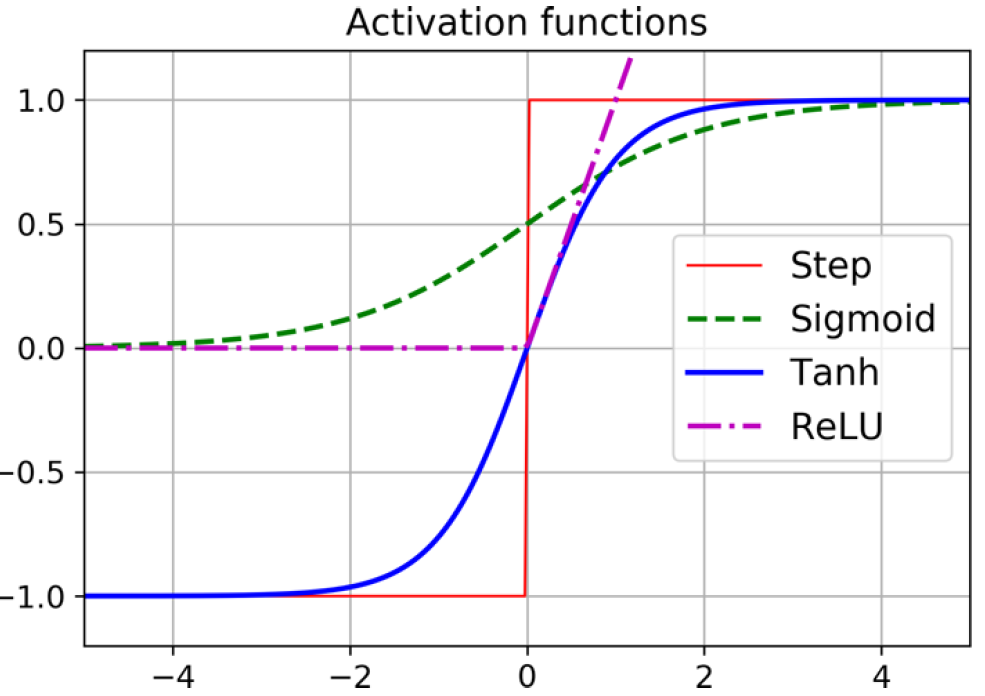 Activation functions
1.0
0.5
0.0
−0.5
−1.0
Step
Sigmoid
Tanh
ReLU
−4 −2 0 2 4